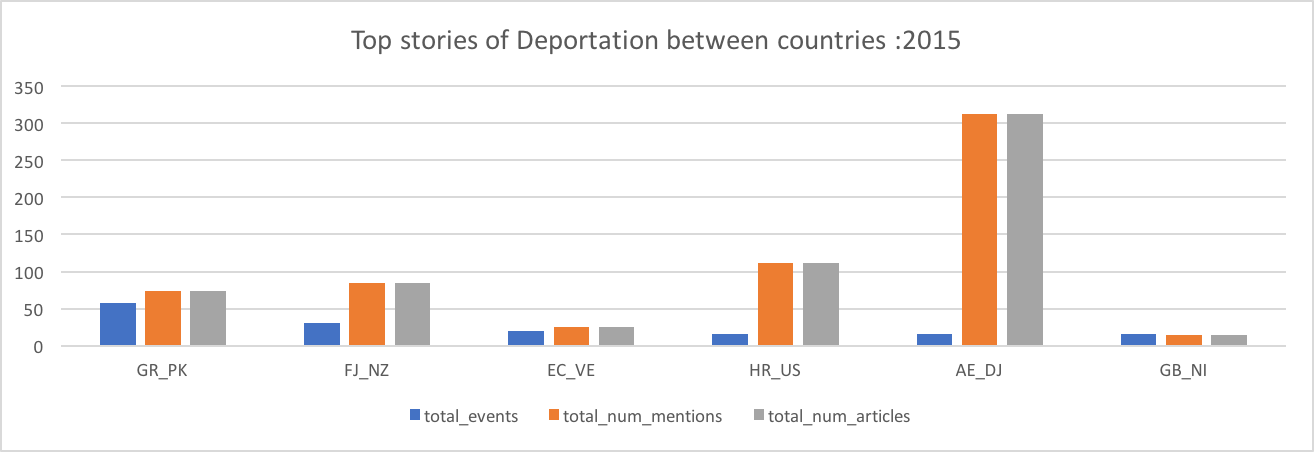 Top stories of Deportation between countries :2015
350
300
250
200
150
100
50
0
GR_PK FJ_NZ EC_VE HR_US AE_DJ GB_NI
total_events total_num_mentions total_num_articles